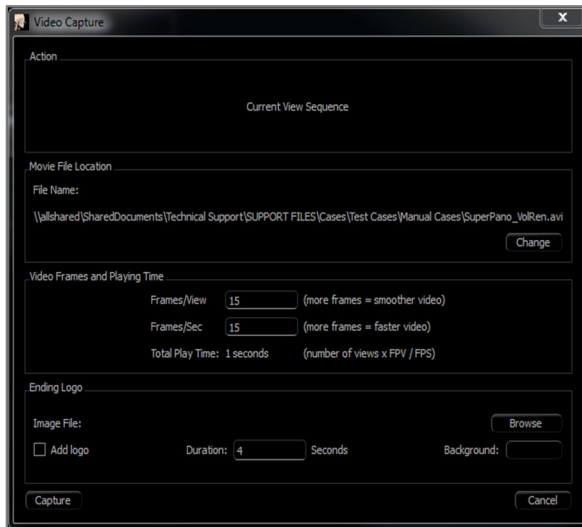 Video Capture
X
Action
Current View Sequence
Movie File Location
File Name:
\\allshared\SharedDocuments\Technical Support\SUPPORT FILES\Cases\Test Cases\Manual Cases\SuperPano_VolRen.avi
Change
Video Frames and Playing Time
Frames/View 15 (more frames = smoother video)
Frames/Sec 15 (more frames = faster video)
Total Play Time: 1 seconds (number of views x FPV / FPS)
Ending Logo
Image File: Browse
Add logo Duration: 4 Seconds Background:
Capture Cancel